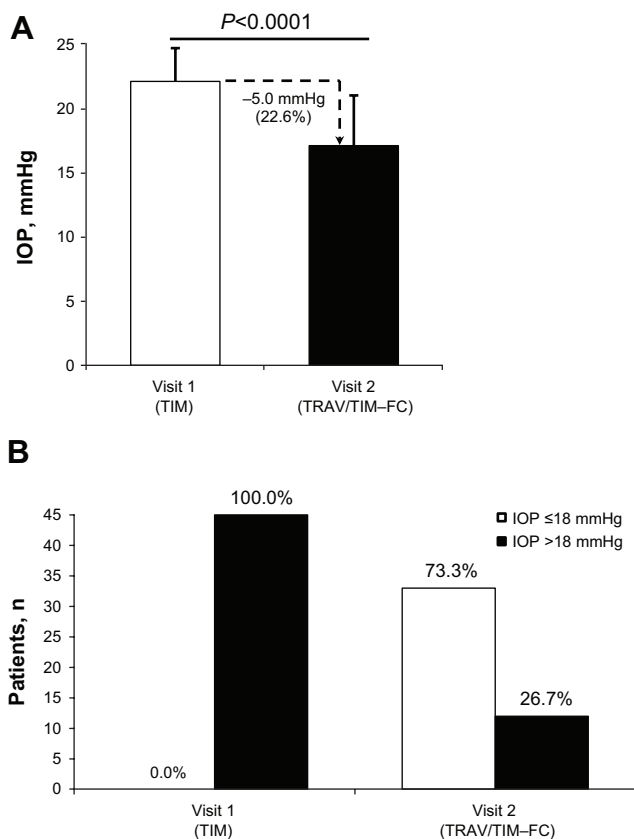 A
P<0.0001
25
20
15
10
5
0
IOP, mmHg
–5.0 mmHg
(22.6%)
Visit 1
(TIM)
Visit 2
(TRAV/TIM–FC)
B
45
40
35
30
25
20
15
10
5
0
Patients, n
100.0%
0.0%
73.3%
26.7%
IOP ≤18 mmHg
IOP >18 mmHg
Visit 1
(TIM)
Visit 2
(TRAV/TIM–FC)